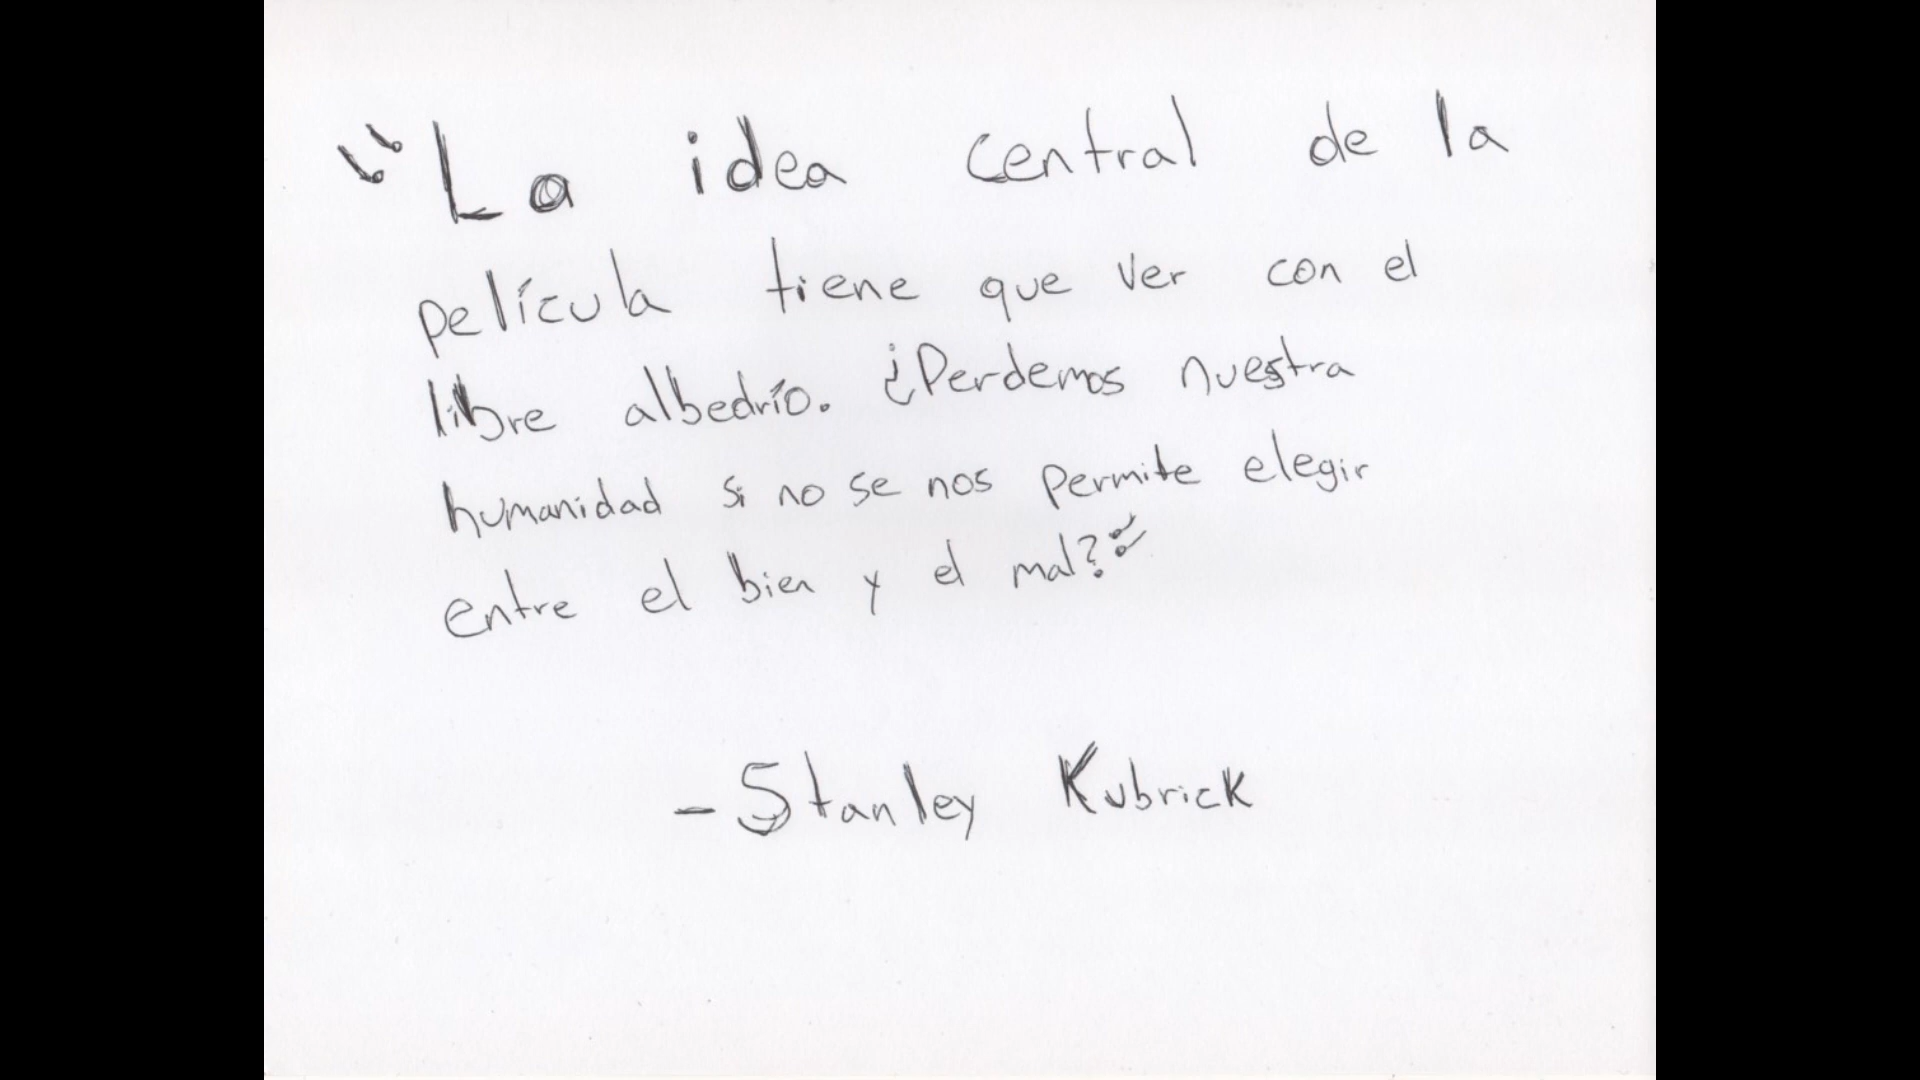 "La idea central de la
película tiene que ver con el
libre albedrío. ¿Perdemos nuestra
humanidad si no se nos permite elegir
entre el bien y el mal?"
- Stanley Kubrick